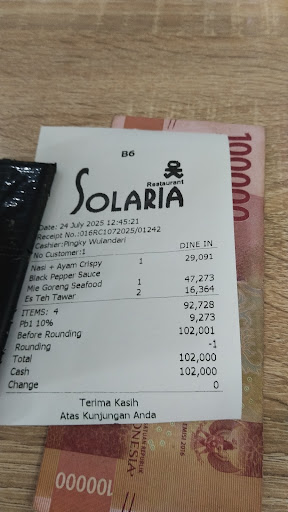 B6
SOLARIA
Restaurant
Date: 24 July 2025 12:45:21
Receipt No.:016RC1072025/01242
Cashier:Pingky Wulandari
No Customer:1 DINE IN
Nasi + Ayam Crispy 1 29,091
Black Pepper Sauce
Mie Goreng Seafood 1 47,273
Es Teh Tawar 2 16,364
ITEMS: 4 92,728
Pb1 10% 9,273
Before Rounding 102,001
Rounding -1
Total 102,000
Cash 102,000
Change 0
Terima Kasih
Atas Kunjungan Anda
100000
EMISI 2016
REPUBLIK
INDONESIA
100000